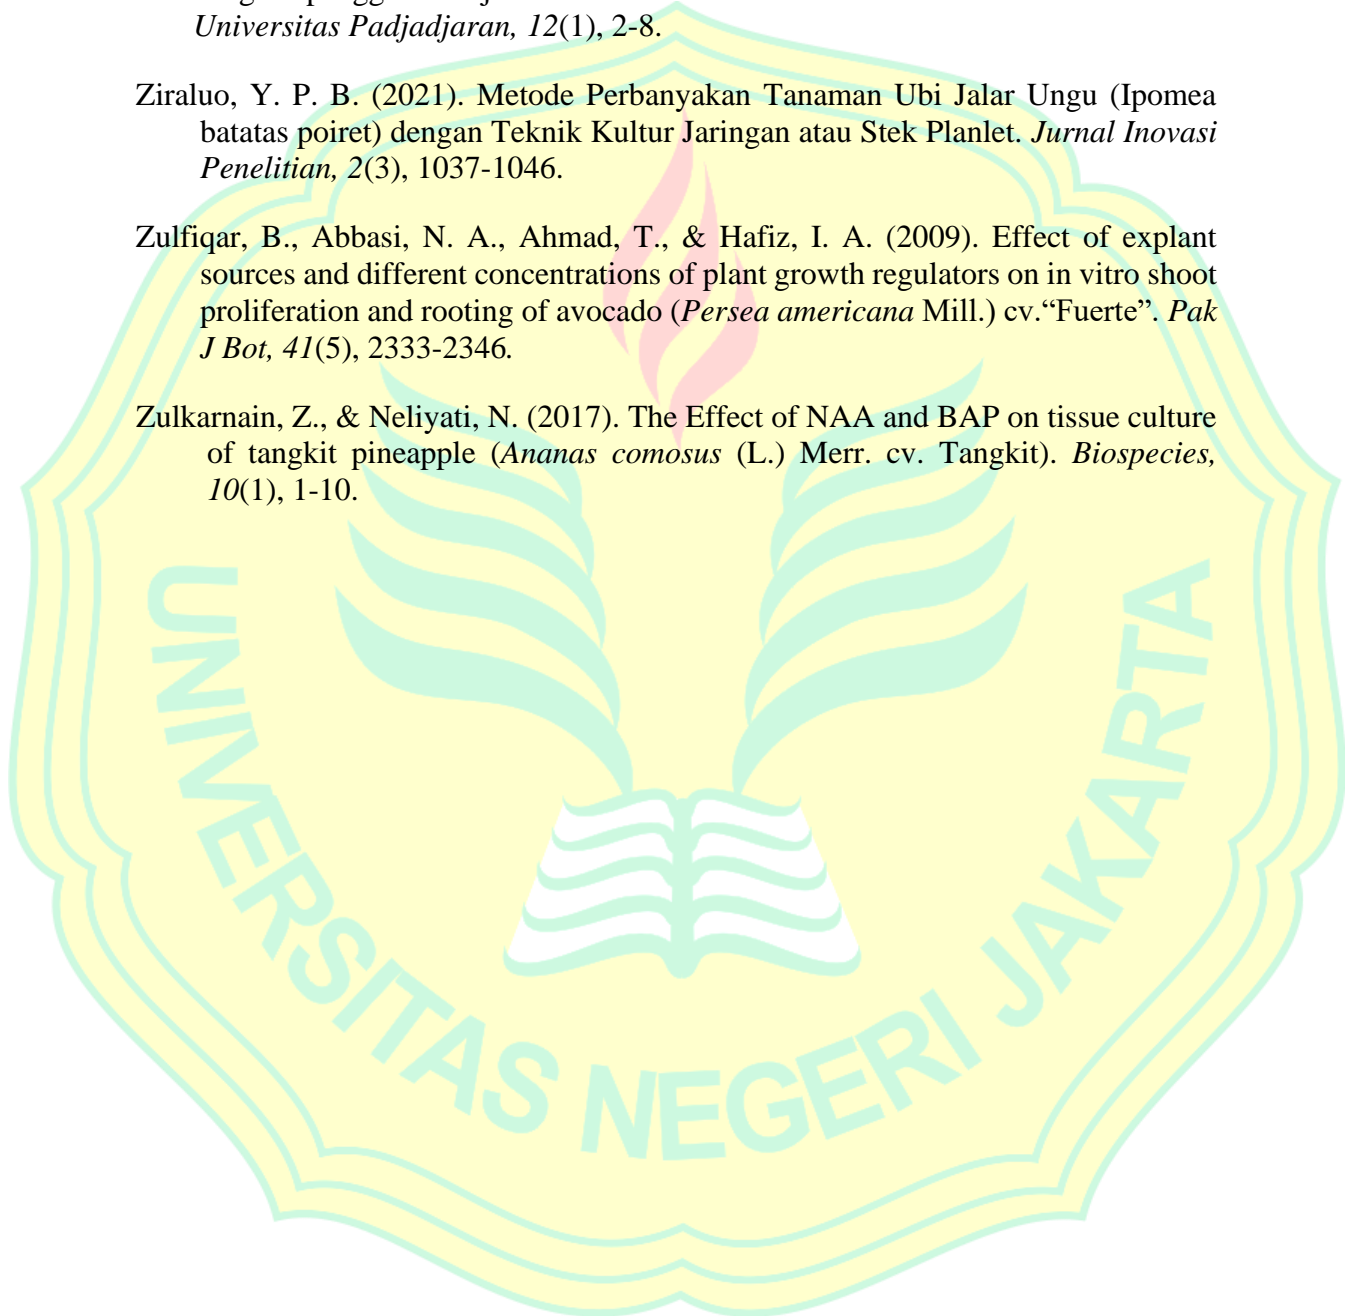 Universitas Padjadjaran, 12(1), 2-8.
Ziraluo, Y. P. B. (2021). Metode Perbanyakan Tanaman Ubi Jalar Ungu (Ipomea
batatas poiret) dengan Teknik Kultur Jaringan atau Stek Planlet. Jurnal Inovasi
Penelitian, 2(3), 1037-1046.
Zulfiqar, B., Abbasi, N. A., Ahmad, T., & Hafiz, I. A. (2009). Effect of explant
sources and different concentrations of plant growth regulators on in vitro shoot
proliferation and rooting of avocado (Persea americana Mill.) cv.“Fuerte”. Pak
J Bot, 41(5), 2333-2346.
Zulkarnain, Z., & Neliyati, N. (2017). The Effect of NAA and BAP on tissue culture
of tangkit pineapple (Ananas comosus (L.) Merr. cv. Tangkit). Biospecies,
10(1), 1-10.
UNIVERSITAS NEGERI JAKARTA